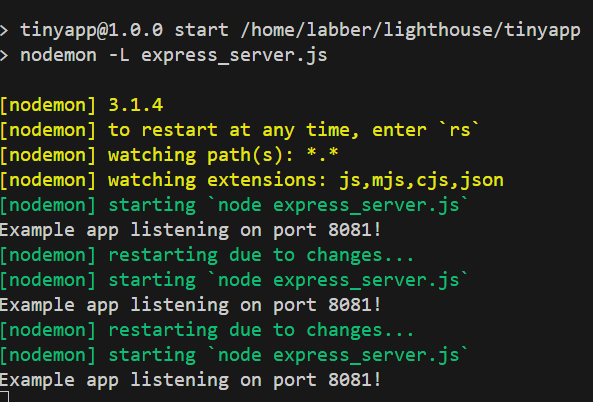 > tinyapp@1.0.0 start /home/labber/lighthouse/tinyapp
> nodemon -L express_server.js
[nodemon] 3.1.4
[nodemon] to restart at any time, enter `rs`
[nodemon] watching path(s): *.*
[nodemon] watching extensions: js,mjs,cjs,json
[nodemon] starting `node express_server.js`
Example app listening on port 8081!
[nodemon] restarting due to changes...
[nodemon] starting `node express_server.js`
Example app listening on port 8081!
[nodemon] restarting due to changes...
[nodemon] starting `node express_server.js`
Example app listening on port 8081!